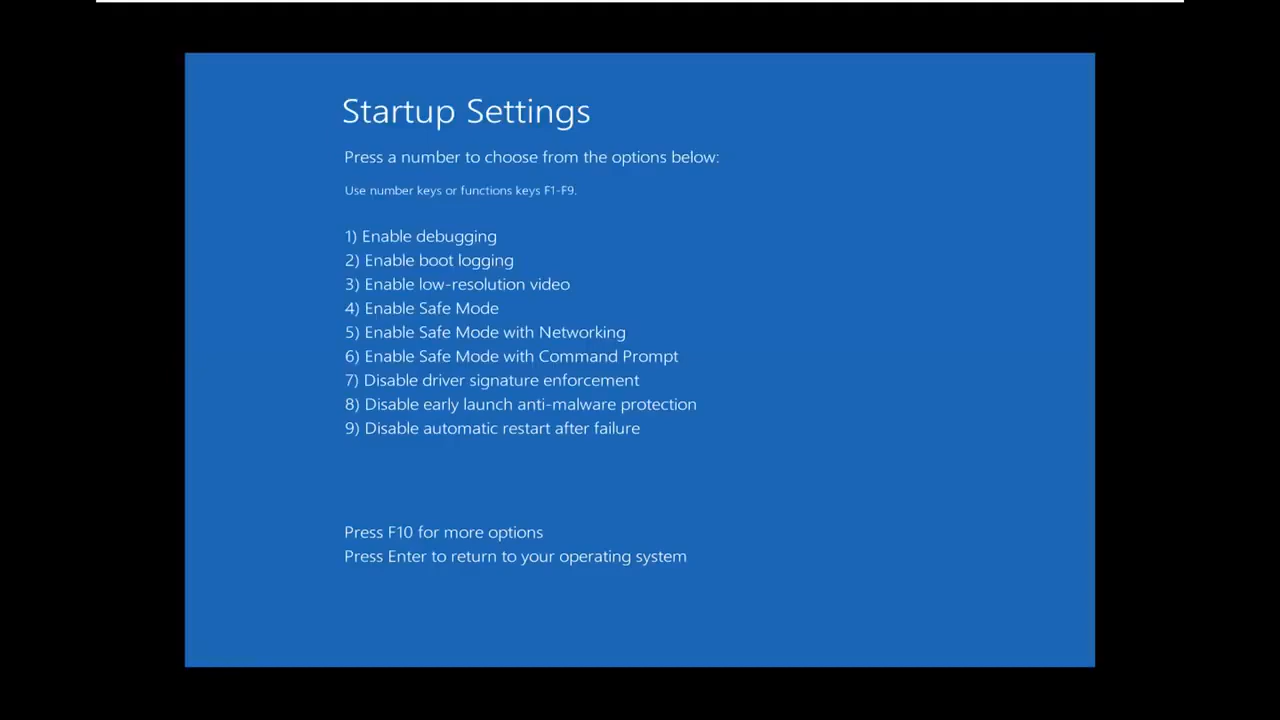 Startup Settings
Press a number to choose from the options below:
Use number keys or functions keys F1-F9.
1) Enable debugging
2) Enable boot logging
3) Enable low-resolution video
4) Enable Safe Mode
5) Enable Safe Mode with Networking
6) Enable Safe Mode with Command Prompt
7) Disable driver signature enforcement
8) Disable early launch anti-malware protection
9) Disable automatic restart after failure
Press F10 for more options
Press Enter to return to your operating system